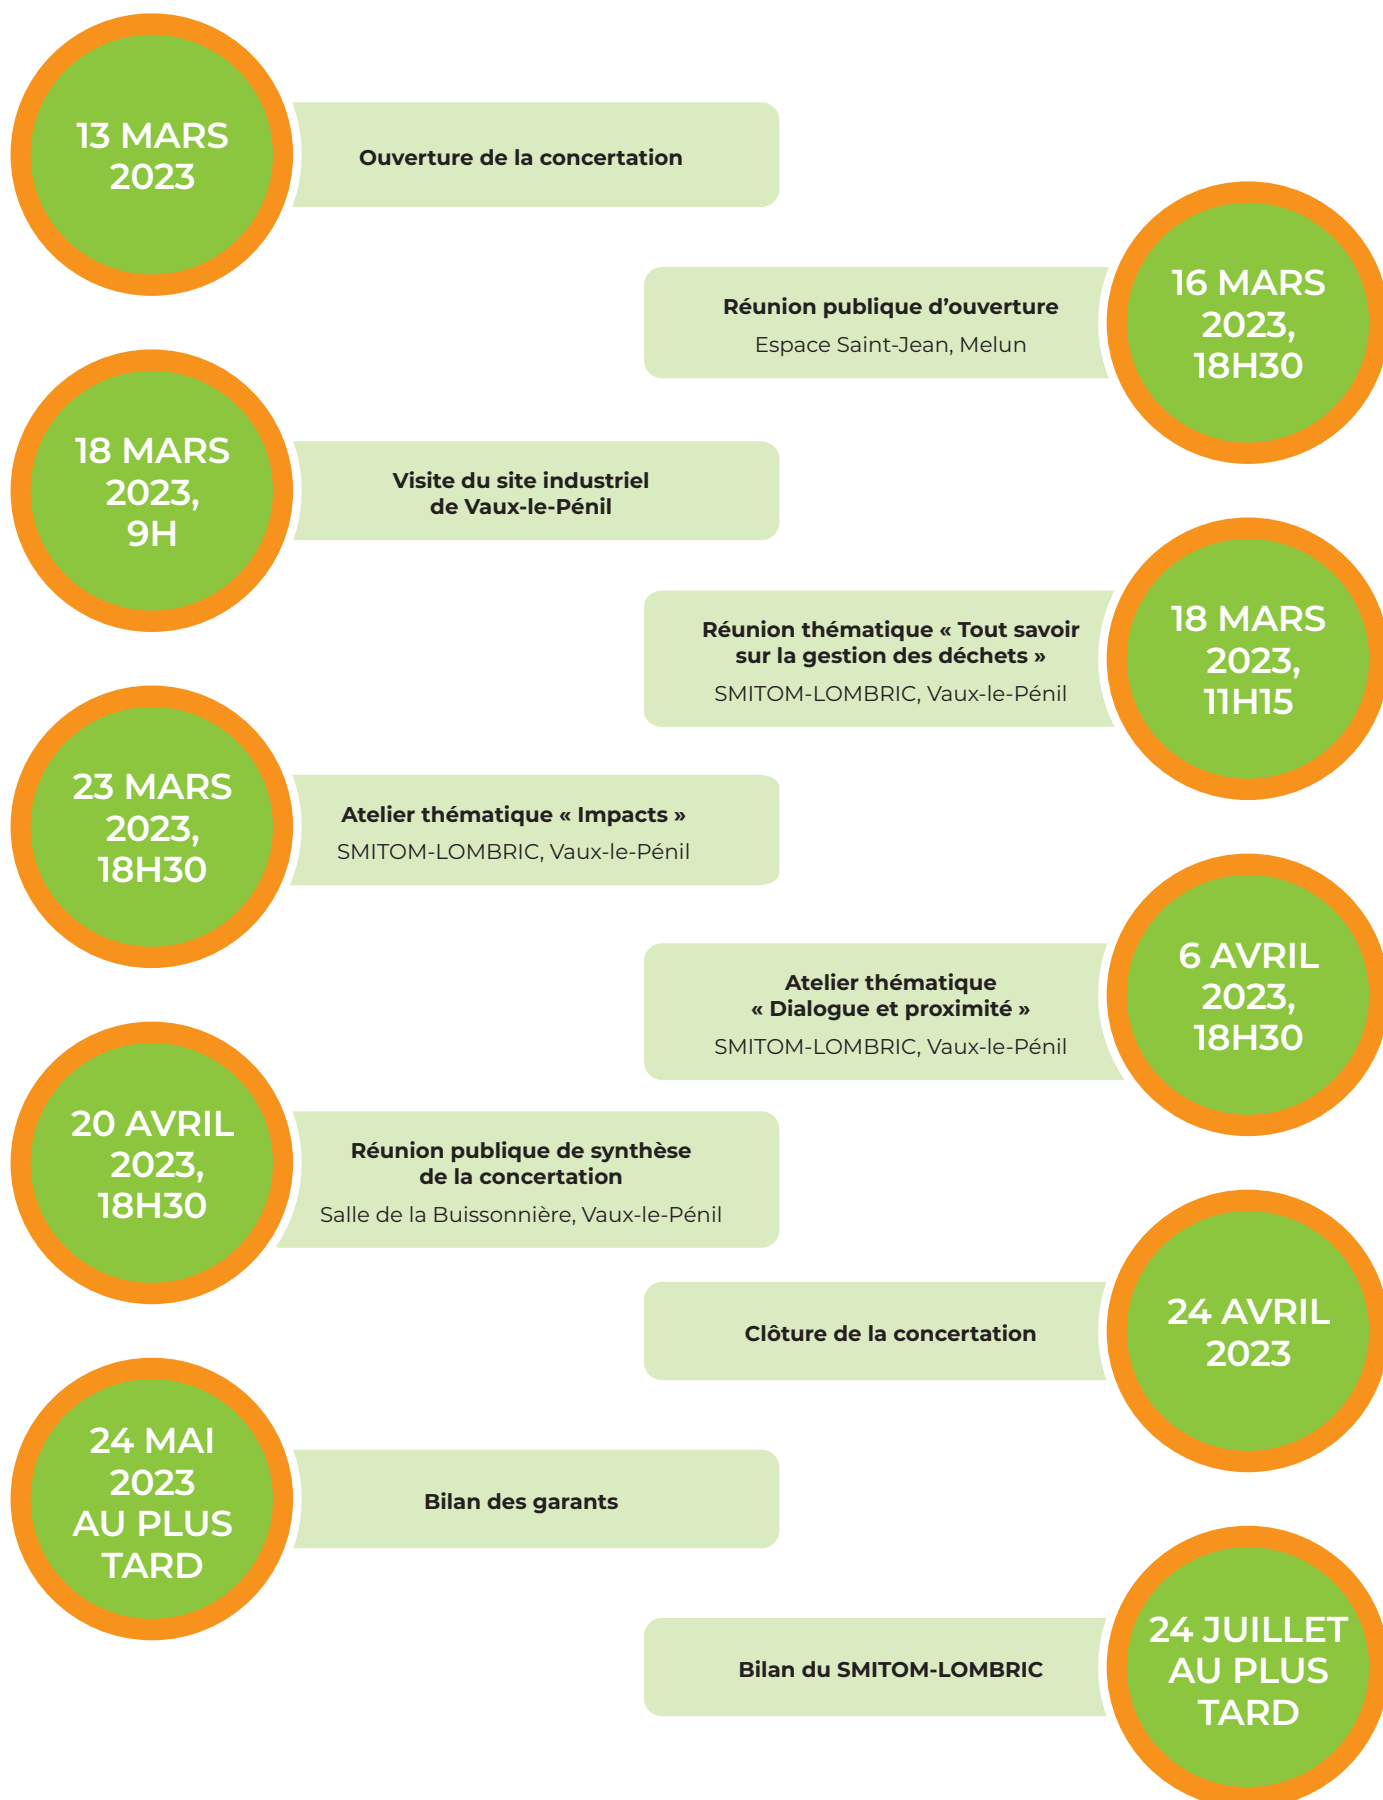 13 MARS
2023
Ouverture de la concertation
16 MARS
2023,
18H30
Réunion publique d’ouverture
Espace Saint-Jean, Melun
18 MARS
2023,
9H
Visite du site industriel
de Vaux-le-Pénil
18 MARS
2023,
11H15
Réunion thématique « Tout savoir
sur la gestion des déchets »
SMITOM-LOMBRIC, Vaux-le-Pénil
23 MARS
2023,
18H30
Atelier thématique « Impacts »
SMITOM-LOMBRIC, Vaux-le-Pénil
6 AVRIL
2023,
18H30
Atelier thématique
« Dialogue et proximité »
SMITOM-LOMBRIC, Vaux-le-Pénil
20 AVRIL
2023,
18H30
Réunion publique de synthèse
de la concertation
Salle de la Buissonnière, Vaux-le-Pénil
24 AVRIL
2023
Clôture de la concertation
24 MAI
2023
AU PLUS
TARD
Bilan des garants
24 JUILLET
AU PLUS
TARD
Bilan du SMITOM-LOMBRIC